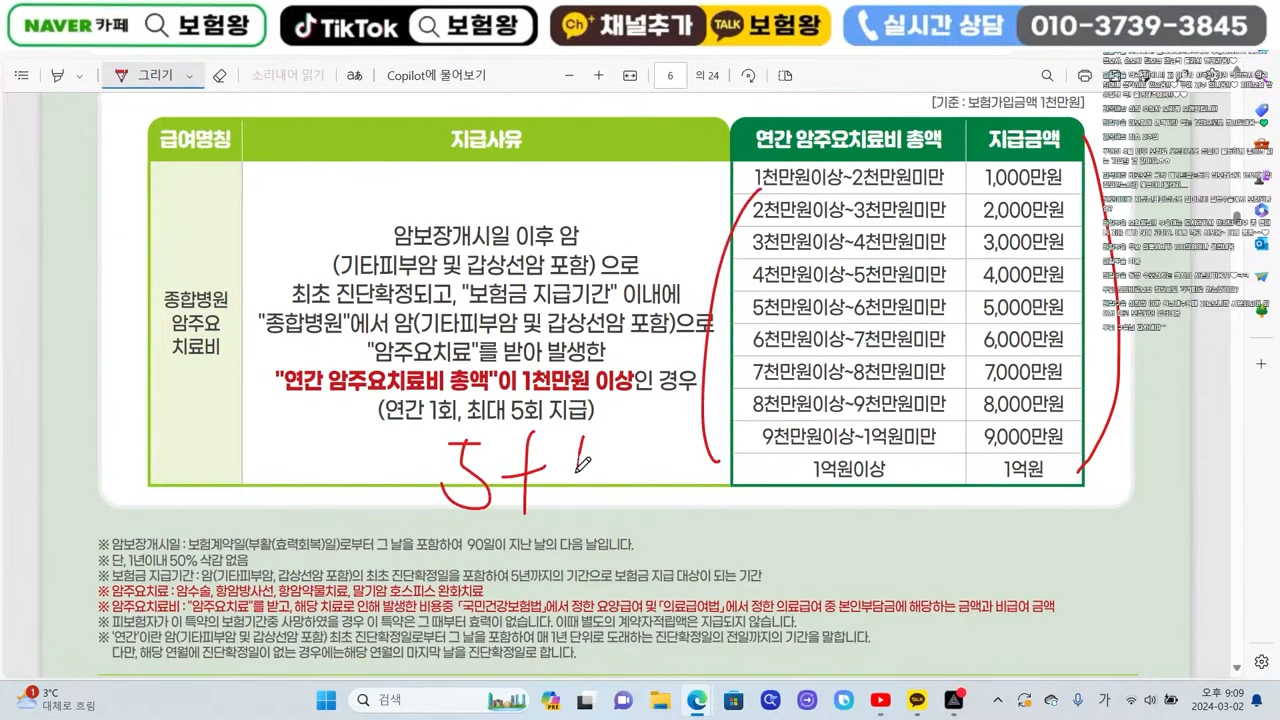 NAVER 카페 보험왕 TikTok 보험왕 Ch+ 채널추가 TALK 보험왕 실시간 상담 010-3739-3845
그리기 소리내어 읽기 aあ Copilot에 묻어보기 6 의 24
[기준 : 보험가입금액 1천만원]
급여명칭 지급사유 연간 암주요치료비 총액 지급금액
종합병원
암주요
치료비
암보장개시일 이후 암
(기타피부암 및 갑상선암 포함) 으로
최초 진단확정되고, "보험금 지급기간" 이내에
"종합병원"에서 암(기타피부암 및 갑상선암 포함)으로
"암주요치료"를 받아 발생한
"연간 암주요치료비 총액"이 1천만원 이상인 경우
(연간 1회, 최대 5회 지급)
1천만원이상~2천만원미만 1,000만원
2천만원이상~3천만원미만 2,000만원
3천만원이상~4천만원미만 3,000만원
4천만원이상~5천만원미만 4,000만원
5천만원이상~6천만원미만 5,000만원
6천만원이상~7천만원미만 6,000만원
7천만원이상~8천만원미만 7,000만원
8천만원이상~9천만원미만 8,000만원
9천만원이상~1억원미만 9,000만원
1억원이상 1억원
5+
※ 암보장개시일 : 보험계약일(부활(효력회복)일)로부터 그 날을 포함하여 90일이 지난 날의 다음 날입니다.
※ 단, 1년이내 50% 삭감 없음
※ 보험금 지급기간 : 암(기타피부암, 갑상선암 포함)의 최초 진단확정일을 포함하여 5년까지의 기간으로 보험금 지급 대상이 되는 기간
※ 암주요치료 : 암수술, 항암방사선, 항암약물치료, 말기암 호스피스 완화치료
※ 암주요치료비 : "암주요치료"를 받고, 해당 치료로 인해 발생한 비용중 「국민건강보험법」에서 정한 요양급여 및 「의료급여법」에서 정한 의료급여 중 본인부담금에 해당하는 금액과 비급여 금액
※ 피보험자가 이 특약의 보험기간중 사망하였을 경우 이 특약은 그 때부터 효력이 없습니다. 이때 별도의 계약자적립액은 지급되지 않습니다.
※ '연간'이란 암(기타피부암 및 갑상선암 포함) 최초 진단확정일로부터 그 날을 포함하여 매 1년 단위로 도래하는 진단확정일의 전일까지의 기간을 말합니다.
다만, 해당 연월에 진단확정일이 없는 경우에는해당 연월의 마지막 날을 진단확정일로 합니다.
1 3°C
대체로 흐림
검색
PRE
TALK
가
오후 9:09
2024-03-02